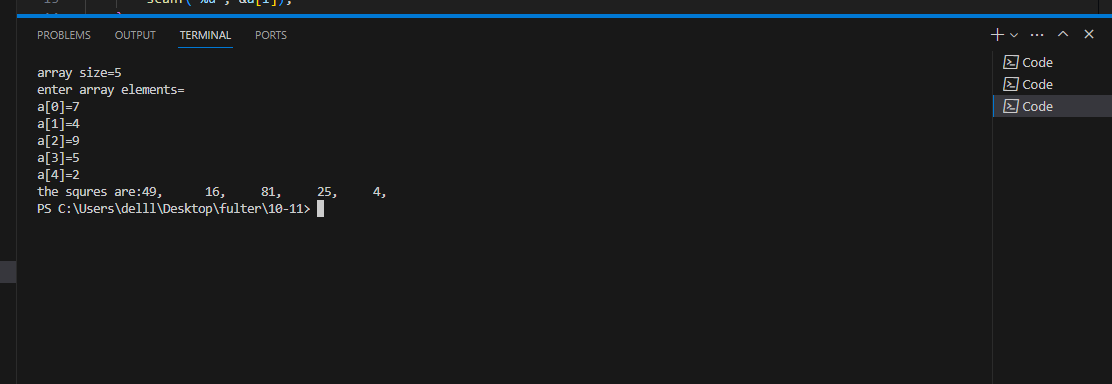 PROBLEMS OUTPUT TERMINAL PORTS
array size=5
enter array elements=
a[0]=7
a[1]=4
a[2]=9
a[3]=5
a[4]=2
the squres are:49, 16, 81, 25, 4,
PS C:\Users\delll\Desktop\fulter\10-11>
Code
Code
Code